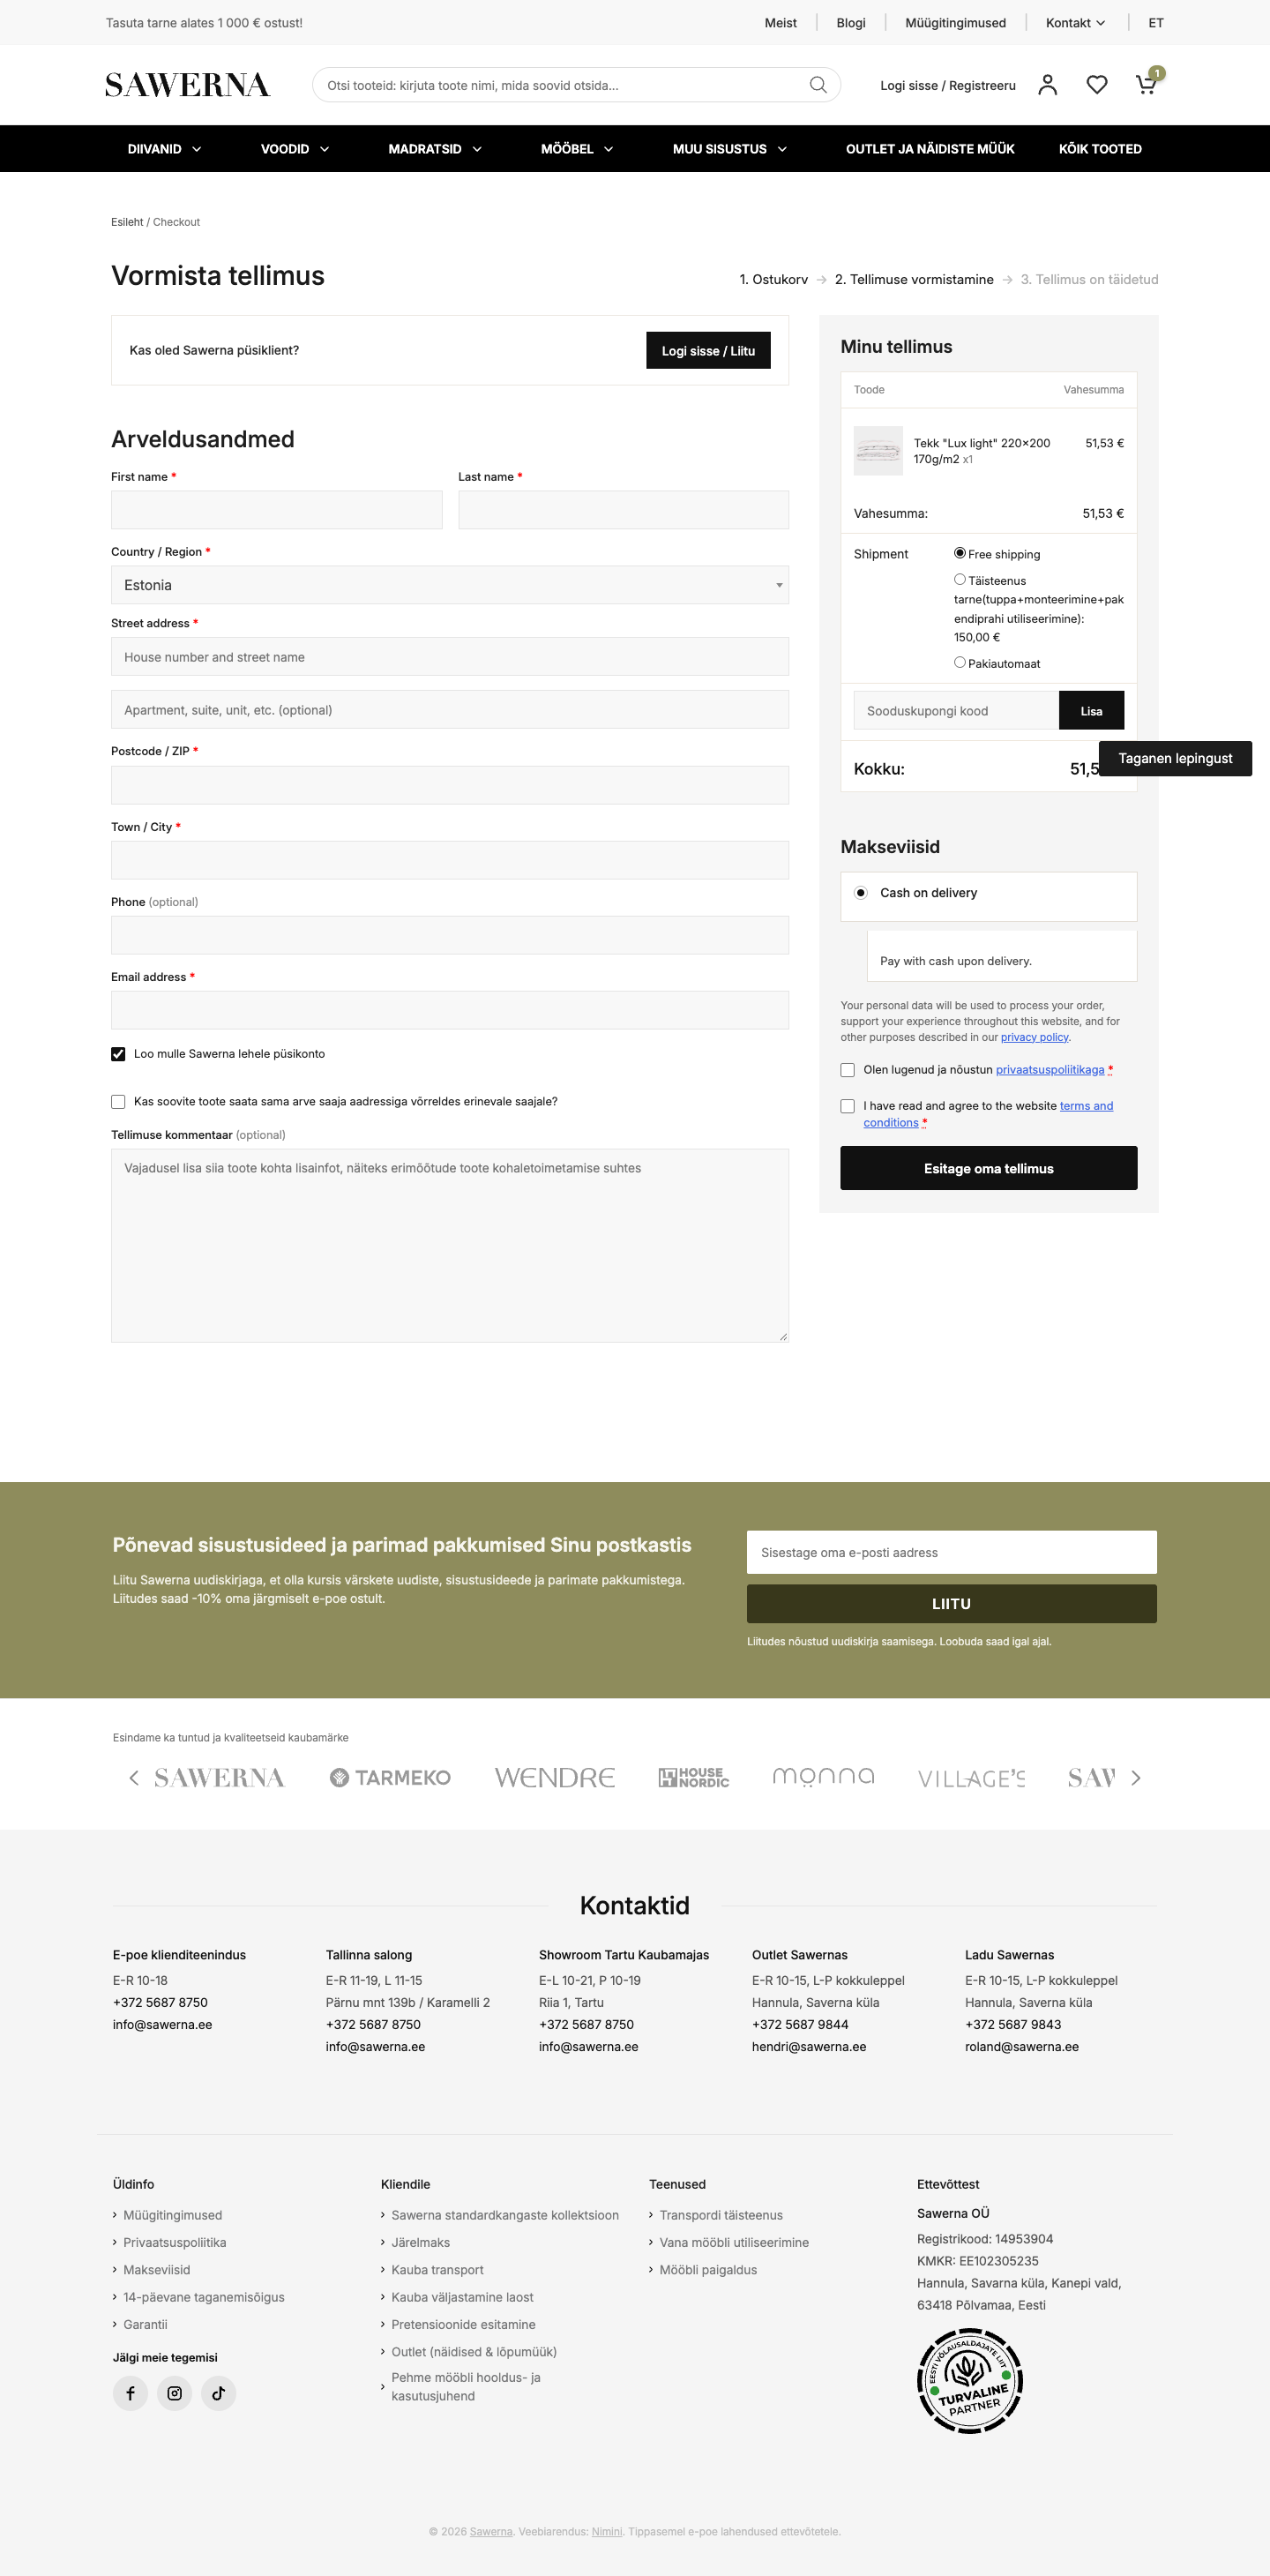 Tasuta tarne alates 1 000 € ostust!
Meist
Blogi
Müügitingimused
Kontakt
ET
SAWERNA
Otsi tooteid: kirjuta toote nimi, mida soovid otsida...
Logi sisse / Registreeru
1
DIIVANID
VOODID
MADRATSID
MÖÖBEL
MUU SISUSTUS
OUTLET JA NÄIDISTE MÜÜK
KÕIK TOOTED
Esileht / Checkout
Vormista tellimus
1. Ostukorv → 2. Tellimuse vormistamine → 3. Tellimus on täidetud
Kas oled Sawerna püsiklient?
Logi sisse / Liitu
Arveldusandmed
First name *
Last name *
Country / Region *
Estonia
Street address *
House number and street name
Apartment, suite, unit, etc. (optional)
Postcode / ZIP *
Town / City *
Phone (optional)
Email address *
Loo mulle Sawerna lehele püsikonto
Kas soovite toote saata sama arve saaja aadressiga võrreldes erinevale saajale?
Tellimuse kommentaar (optional)
Vajadusel lisa siia toote kohta lisainfot, näiteks erimõõtude toote kohaletoimetamise suhtes
Minu tellimus
Toode
Vahesumma
Tekk "Lux light" 220×200
170g/m2 x1
51,53 €
Vahesumma:
51,53 €
Shipment
Free shipping
Täisteenus
tarne(tuppa+monteerimine+pak
endiprahi utiliseerimine):
150,00 €
Pakiautomaat
Sooduskupongi kood
Lisa
Kokku:
51,5
Taganen lepingust
Makseviisid
Cash on delivery
Pay with cash upon delivery.
Your personal data will be used to process your order,
support your experience throughout this website, and for
other purposes described in our privacy policy.
Olen lugenud ja nõustun privaatsuspoliitikaga *
I have read and agree to the website terms and
conditions *
Esitage oma tellimus
Põnevad sisustusideed ja parimad pakkumised Sinu postkastis
Liitu Sawerna uudiskirjaga, et olla kursis värskete uudiste, sisustusideede ja parimate pakkumistega.
Liitudes saad -10% oma järgmiselt e-poe ostult.
Sisestage oma e-posti aadress
LIITU
Liitudes nõustud uudiskirja saamisega. Loobuda saad igal ajal.
Esindame ka tuntud ja kvaliteetseid kaubamärke
SAWERNA
TARMEKO
WENDRE
HOUSE
NORDIC
monna
VILLAGE'S
SAW
Kontaktid
E-poe klienditeenindus
E-R 10-18
+372 5687 8750
info@sawerna.ee
Tallinna salong
E-R 11-19, L 11-15
Pärnu mnt 139b / Karamelli 2
+372 5687 8750
info@sawerna.ee
Showroom Tartu Kaubamajas
E-L 10-21, P 10-19
Riia 1, Tartu
+372 5687 8750
info@sawerna.ee
Outlet Sawernas
E-R 10-15, L-P kokkuleppel
Hannula, Saverna küla
+372 5687 9844
hendri@sawerna.ee
Ladu Sawernas
E-R 10-15, L-P kokkuleppel
Hannula, Saverna küla
+372 5687 9843
roland@sawerna.ee
Üldinfo
Müügitingimused
Privaatsuspoliitika
Makseviisid
14-päevane taganemisõigus
Garantii
Jälgi meie tegemisi
Kliendile
Sawerna standardkangaste kollektsioon
Järelmaks
Kauba transport
Kauba väljastamine laost
Pretensioonide esitamine
Outlet (näidised & lõpumüük)
Pehme mööbli hooldus- ja
kasutusjuhend
Teenused
Transpordi täisteenus
Vana mööbli utiliseerimine
Mööbli paigaldus
Ettevõttest
Sawerna OÜ
Registrikood: 14953904
KMKR: EE102305235
Hannula, Savarna küla, Kanepi vald,
63418 Põlvamaa, Eesti
EESTI VÕLAUSALDAJATE LIIT
TURVALINE
PARTNER
© 2026 Sawerna. Veebiarendus: Nimini. Tippasemel e-poe lahendused ettevõtetele.